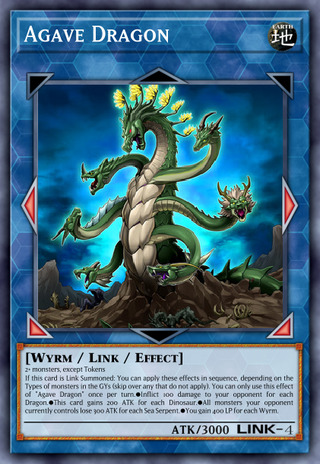 Agave Dragon
EARTH
地
[Wyrm / Link / Effect]
2+ monsters, except Tokens
If this card is Link Summoned: You can apply these effects in sequence, depending on the
Types of monsters in the GYs (skip over any that do not apply). You can only use this effect
of "Agave Dragon" once per turn.●Inflict 100 damage to your opponent for each
Dragon.●This card gains 200 ATK for each Dinosaur.●All monsters your opponent
currently controls lose 300 ATK for each Sea Serpent.●You gain 400 LP for each Wyrm.
ATK/3000 LINK-4